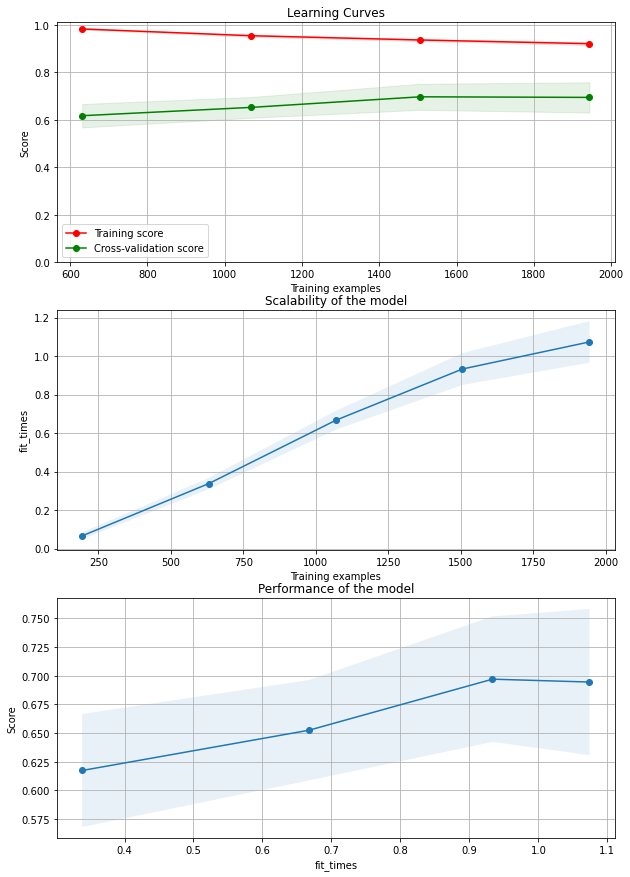 Learning Curves
1.0
0.8
0.6
0.4
0.2
0.0
Score
Training score
Cross-validation score
600 800 1000 1200 1400 1600 1800 2000
Training examples
Scalability of the model
1.2
1.0
0.8
0.6
0.4
0.2
0.0
fit_times
250 500 750 1000 1250 1500 1750 2000
Training examples
Performance of the model
0.750
0.725
0.700
0.675
0.650
0.625
0.600
0.575
Score
0.4 0.5 0.6 0.7 0.8 0.9 1.0 1.1
fit_times